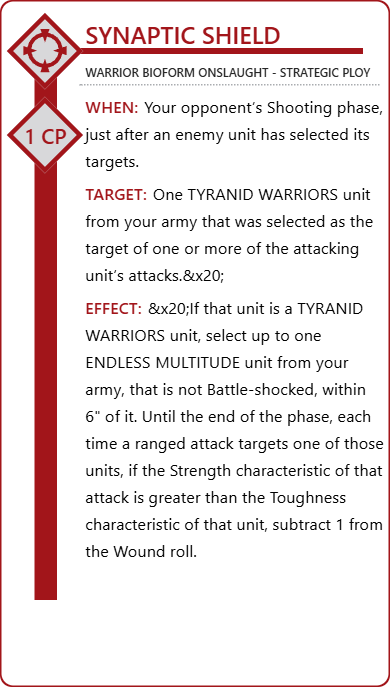 SYNAPTIC SHIELD
WARRIOR BIOFORM ONSLAUGHT - STRATEGIC PLOY
WHEN: Your opponent’s Shooting phase,
1 CP
just after an enemy unit has selected its
targets.
TARGET: One TYRANID WARRIORS unit
from your army that was selected as the
target of one or more of the attacking
unit’s attacks.&x20;
EFFECT: &x20;If that unit is a TYRANID
WARRIORS unit, select up to one
ENDLESS MULTITUDE unit from your
army, that is not Battle-shocked, within
6" of it. Until the end of the phase, each
time a ranged attack targets one of those
units, if the Strength characteristic of that
attack is greater than the Toughness
characteristic of that unit, subtract 1 from
the Wound roll.